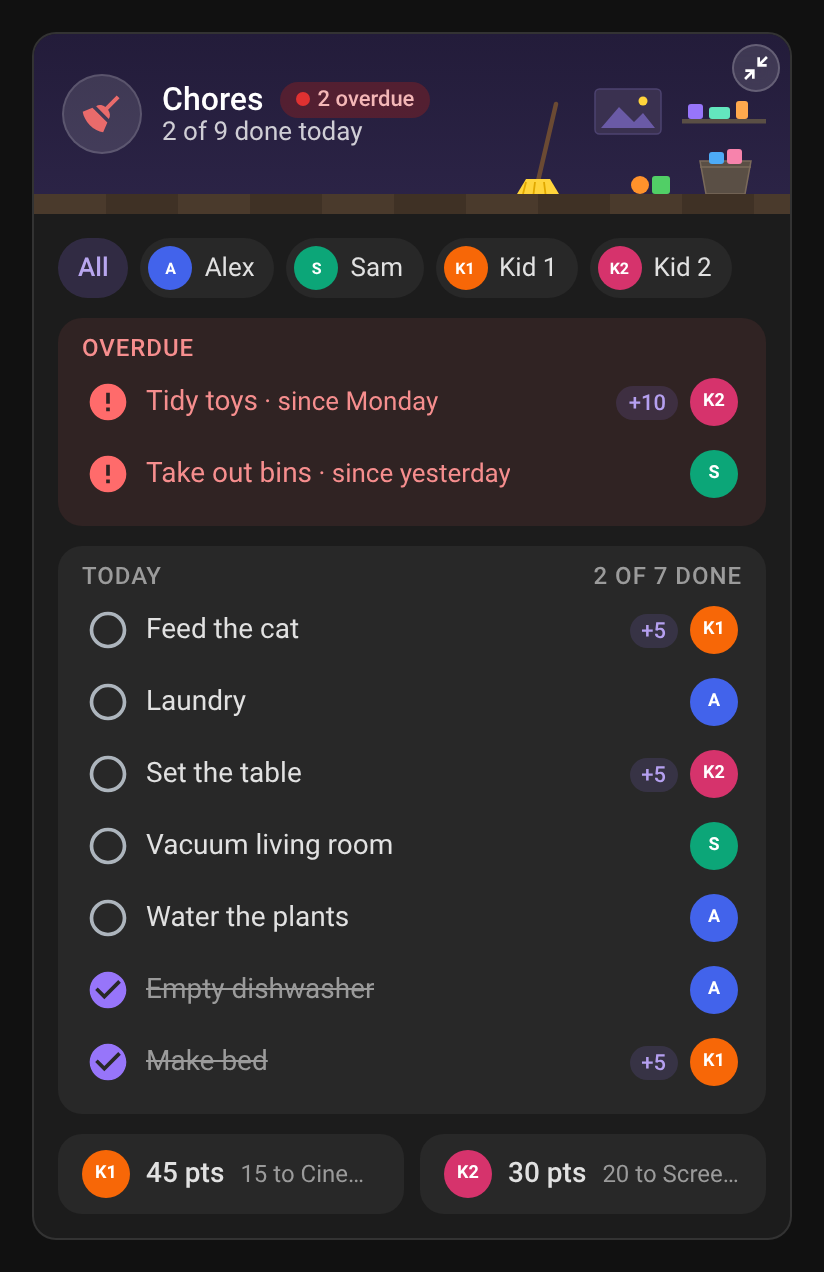 Chores 2 overdue
2 of 9 done today
All A Alex S Sam K1 Kid 1 K2 Kid 2
OVERDUE
Tidy toys · since Monday +10 K2
Take out bins · since yesterday S
TODAY 2 OF 7 DONE
Feed the cat +5 K1
Laundry A
Set the table +5 K2
Vacuum living room S
Water the plants A
Empty dishwasher A
Make bed +5 K1
K1 45 pts 15 to Cine...
K2 30 pts 20 to Scree...